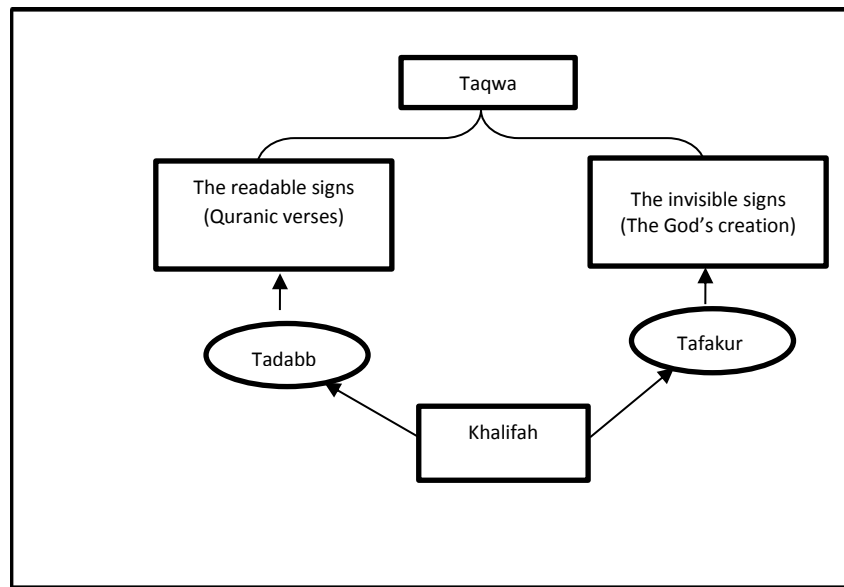 Taqwa
The readable signs
(Quranic verses)
The invisible signs
(The God's creation)
Tadabb
Tafakur
Khalifah